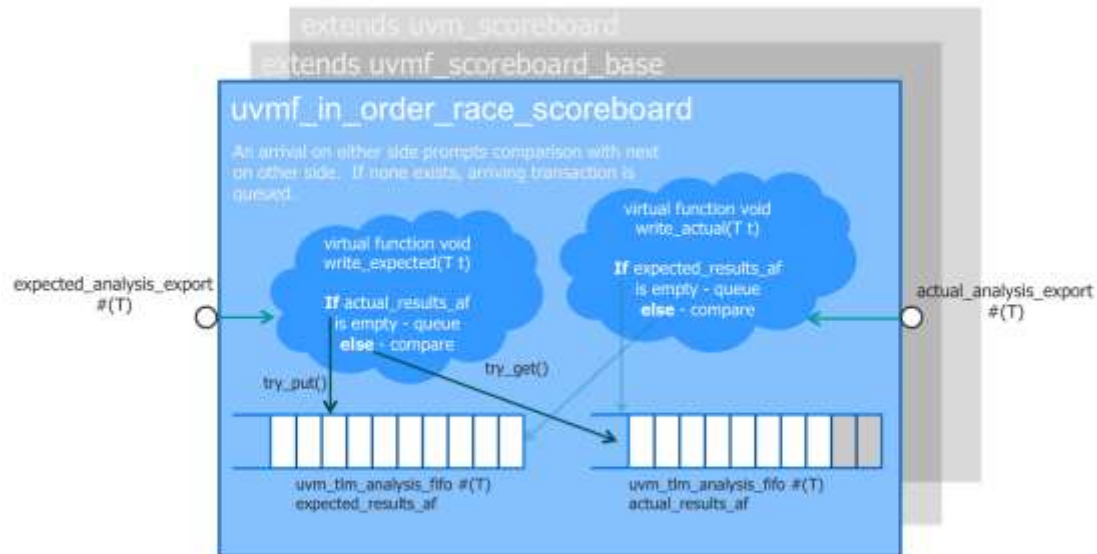 extends uvm_scoreboard
extends uvmf_scoreboard_base
uvmf_in_order_race_scoreboard
An arrival on either side prompts comparison with next
on other side. If none exists, arriving transaction is
queued.
virtual function void
write_expected(T t)
If actual_results_af
is empty - queue
else - compare
virtual function void
write_actual(T t)
If expected_results_af
is empty - queue
else - compare
expected_analysis_export
#(T)
actual_analysis_export
#(T)
try_put()
try_get()
uvm_tlm_analysis_fifo #(T)
expected_results_af
uvm_tlm_analysis_fifo #(T)
actual_results_af